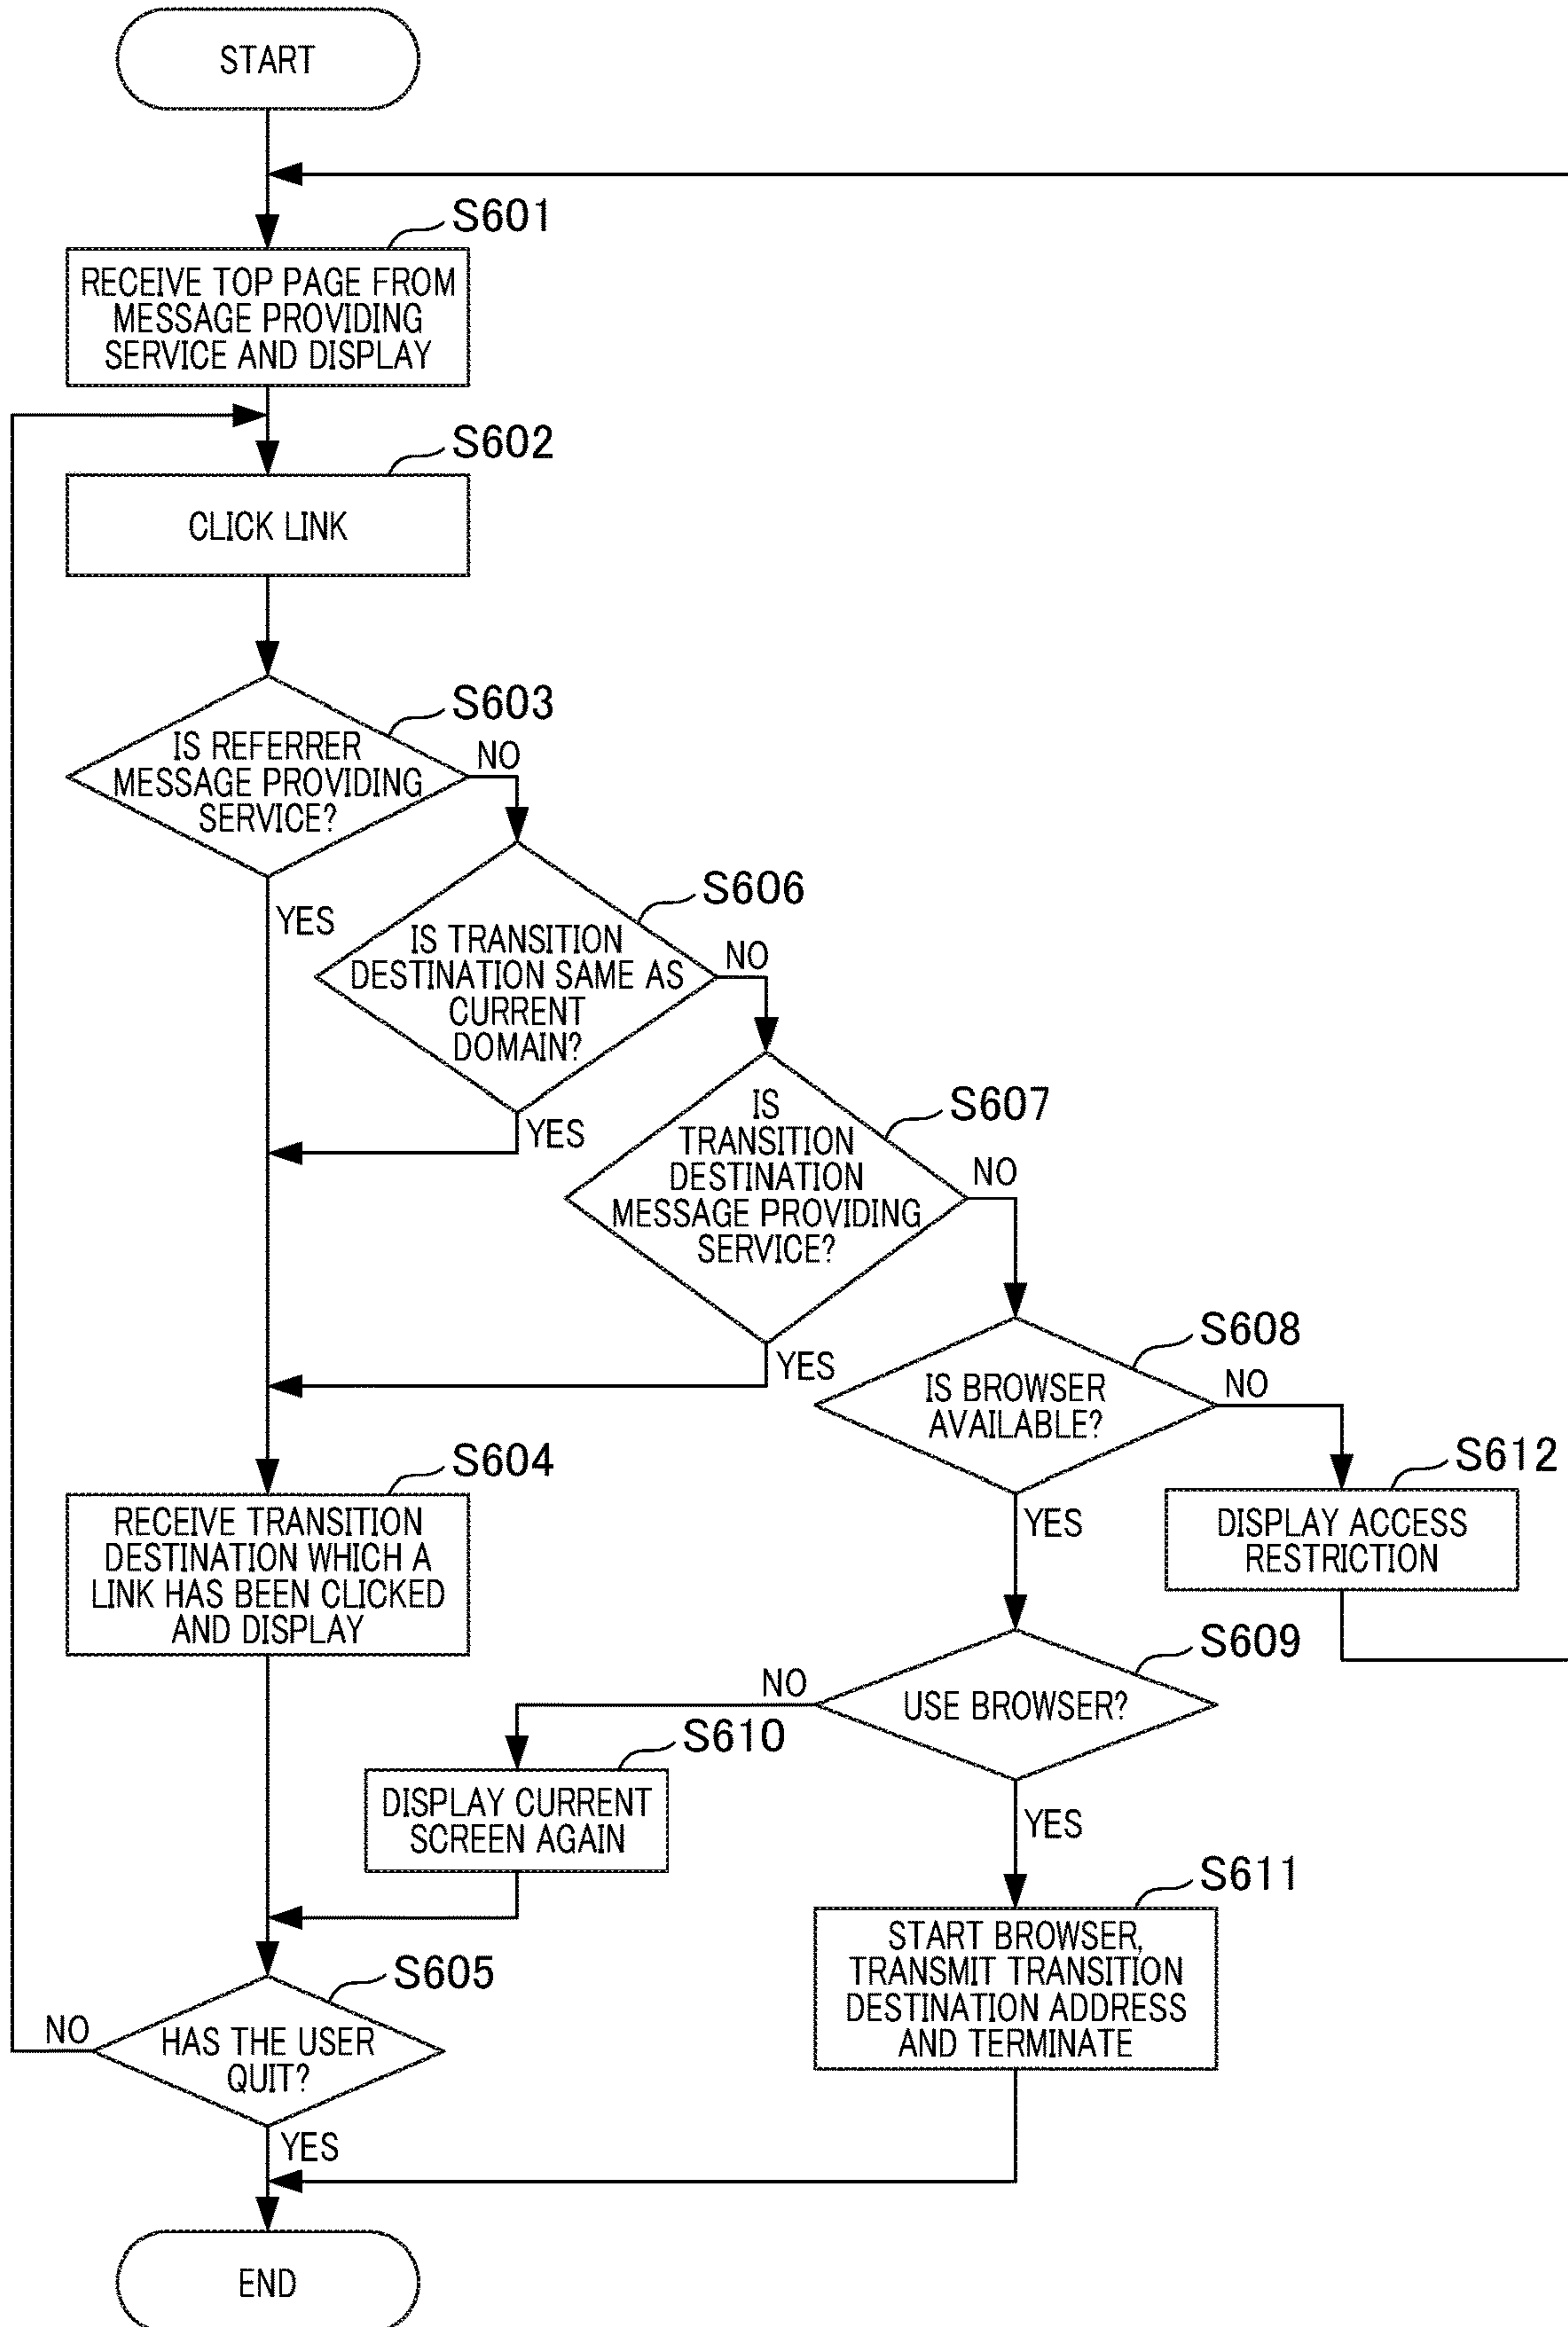 START
S601
RECEIVE TOP PAGE FROM
MESSAGE PROVIDING
SERVICE AND DISPLAY
S602
CLICK LINK
S603
IS REFERRER
MESSAGE PROVIDING
SERVICE?
NO
YES
S606
IS TRANSITION
DESTINATION SAME AS
CURRENT
DOMAIN?
NO
YES
S607
IS
TRANSITION
DESTINATION
MESSAGE PROVIDING
SERVICE?
NO
YES
S608
IS BROWSER
AVAILABLE?
NO
YES
S612
DISPLAY ACCESS
RESTRICTION
S604
RECEIVE TRANSITION
DESTINATION WHICH A
LINK HAS BEEN CLICKED
AND DISPLAY
S609
USE BROWSER?
NO
YES
S610
DISPLAY CURRENT
SCREEN AGAIN
S611
START BROWSER,
TRANSMIT TRANSITION
DESTINATION ADDRESS
AND TERMINATE
S605
HAS THE USER
QUIT?
NO
YES
END